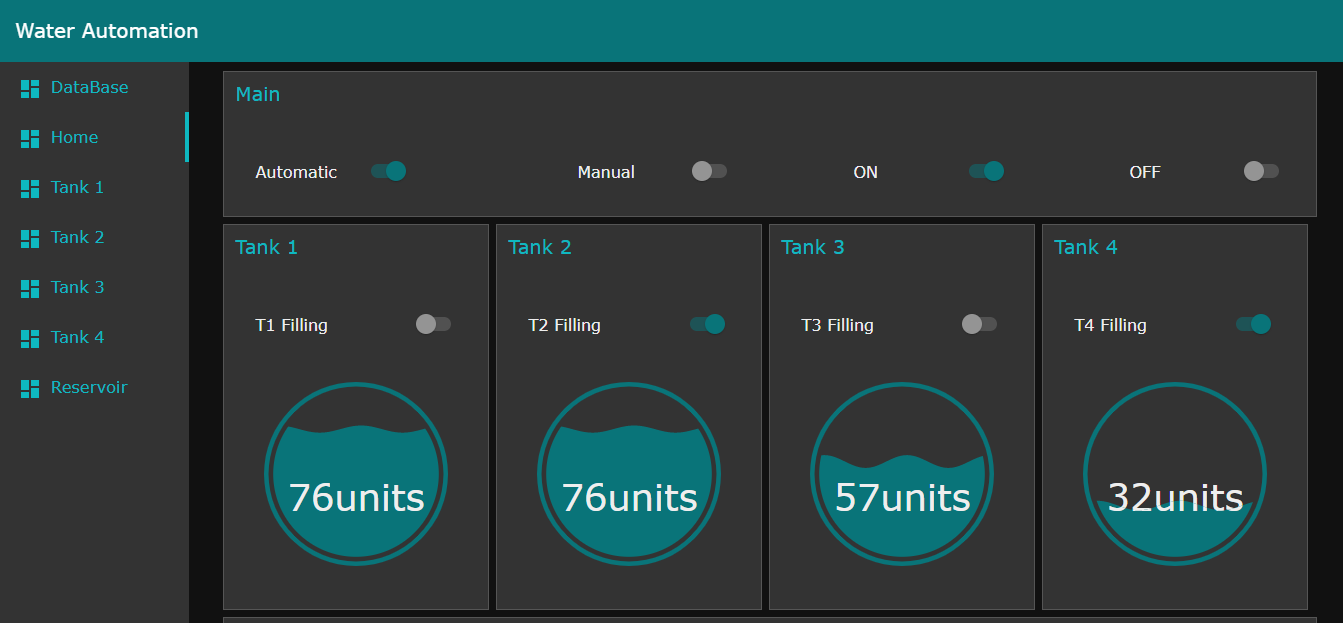 Water Automation
DataBase
Home
Tank 1
Tank 2
Tank 3
Tank 4
Reservoir
Main
Automatic
Manual
ON
OFF
Tank 1
T1 Filling
76units
Tank 2
T2 Filling
76units
Tank 3
T3 Filling
57units
Tank 4
T4 Filling
32units